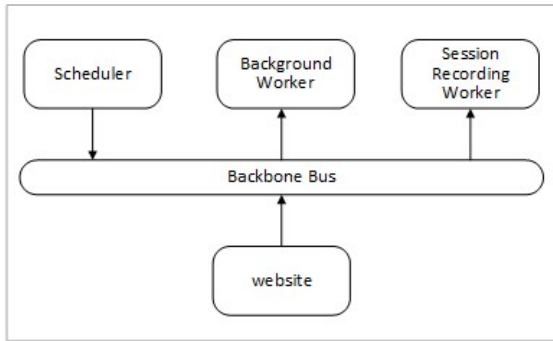 Scheduler
Background
Worker
Session
Recording
Worker
Backbone Bus
website